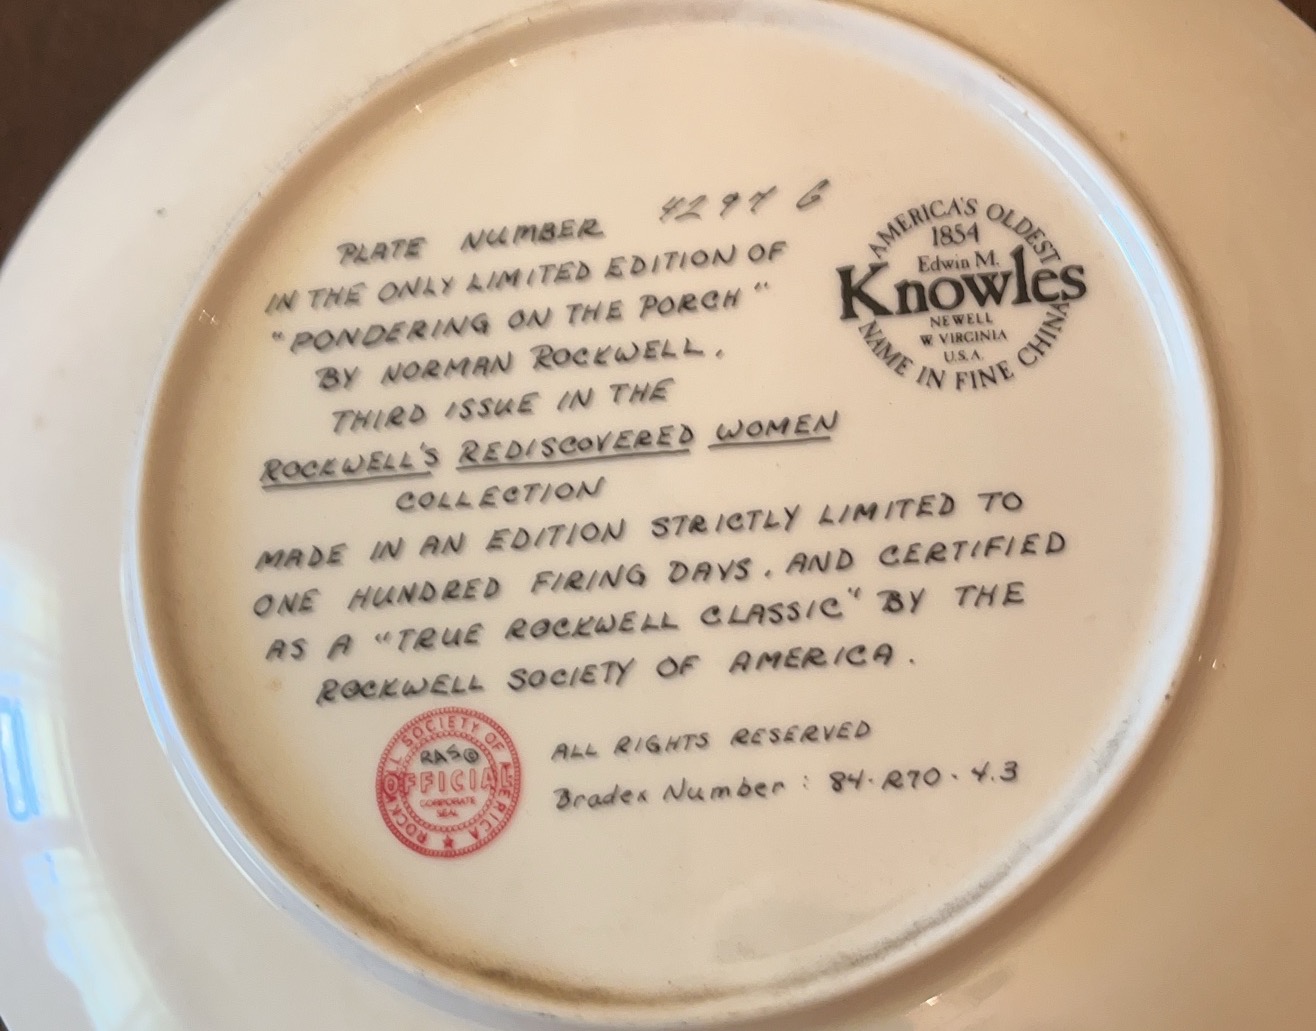 PLATE NUMBER 4297 G
IN THE ONLY LIMITED EDITION OF
"PONDERING ON THE PORCH"
BY NORMAN ROCKWELL.
THIRD ISSUE IN THE
ROCKWELL'S REDISCOVERED WOMEN
COLLECTION
MADE IN AN EDITION STRICTLY LIMITED TO
ONE HUNDRED FIRING DAYS. AND CERTIFIED
AS A "TRUE ROCKWELL CLASSIC" BY THE
ROCKWELL SOCIETY OF AMERICA.
AMERICA'S OLDEST
1854
Edwin M.
Knowles
NEWELL
W VIRGINIA
U.S.A.
NAME IN FINE CHINA
ROCKWELL SOCIETY OF AMERICA
RAS©
OFFICIAL
CORPORATE
SEAL
ALL RIGHTS RESERVED
Bradex Number: 84-R70-4.3